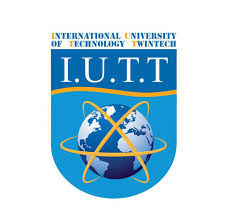 INTERNATIONAL UNIVERSITY
OF TECHNOLOGY TWINTECH
I.U.T.T